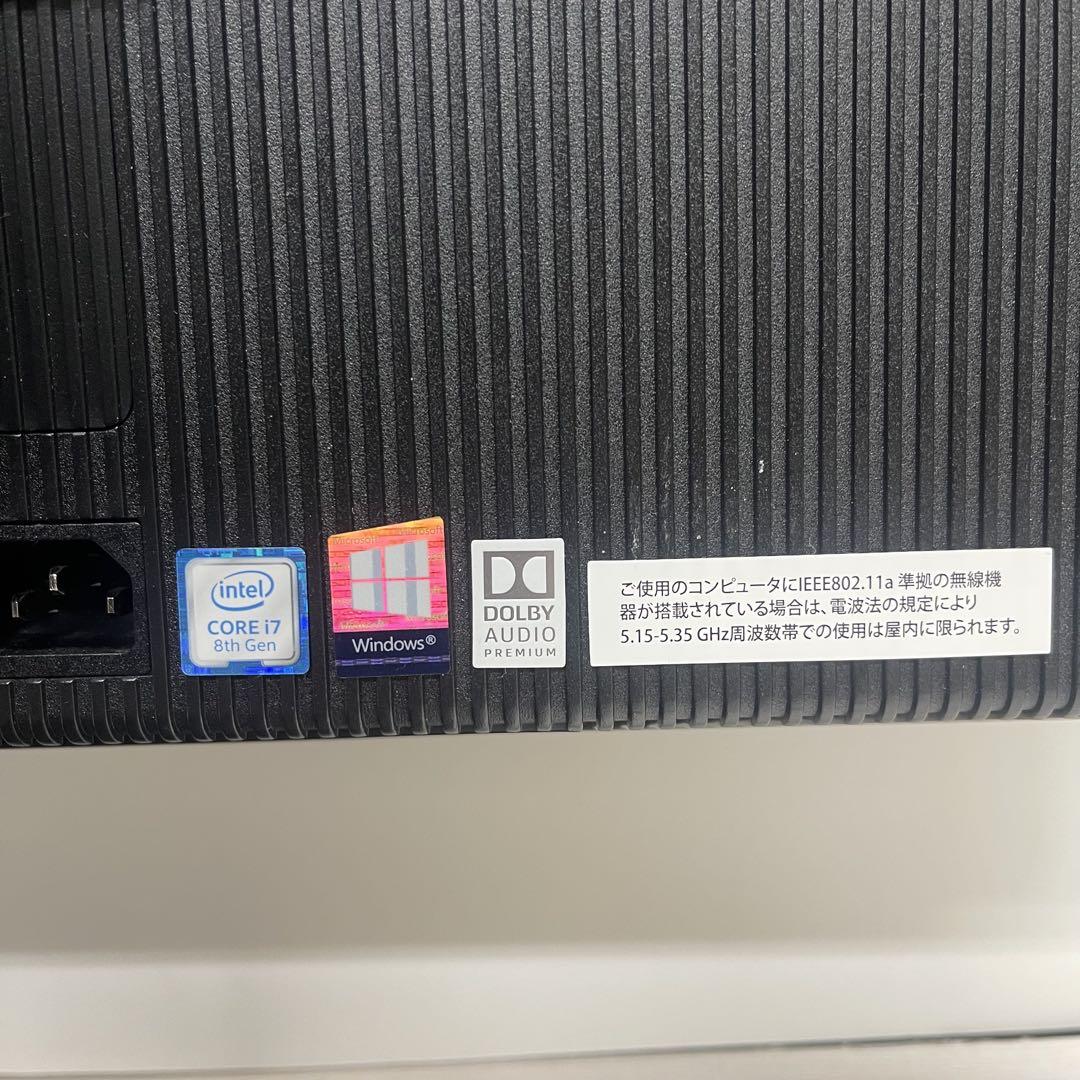 intel
CORE i7
8th Gen
Microsoft
Microsoft
Microsoft
Windows®
DOLBY
AUDIO
PREMIUM
ご使用のコンピュータにIEEE802.11a 準拠の無線機
器が搭載されている場合は、電波法の規定により
5.15-5.35 GHz周波数帯での使用は屋内に限られます。